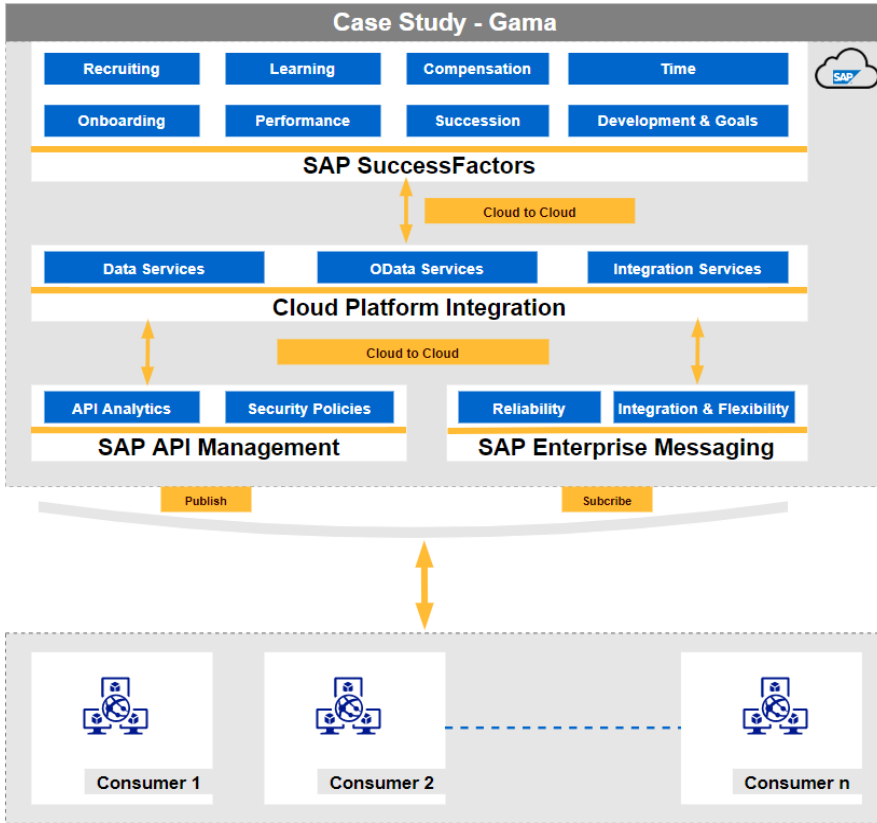 Case Study - Gama
Recruiting
Learning
Compensation
Time
SAP
Onboarding
Performance
Succession
Development & Goals
SAP SuccessFactors
Cloud to Cloud
Data Services
OData Services
Integration Services
Cloud Platform Integration
Cloud to Cloud
API Analytics
Security Policies
Reliability
Integration & Flexibility
SAP API Management
SAP Enterprise Messaging
Publish
Subcribe
Consumer 1
Consumer 2
Consumer n